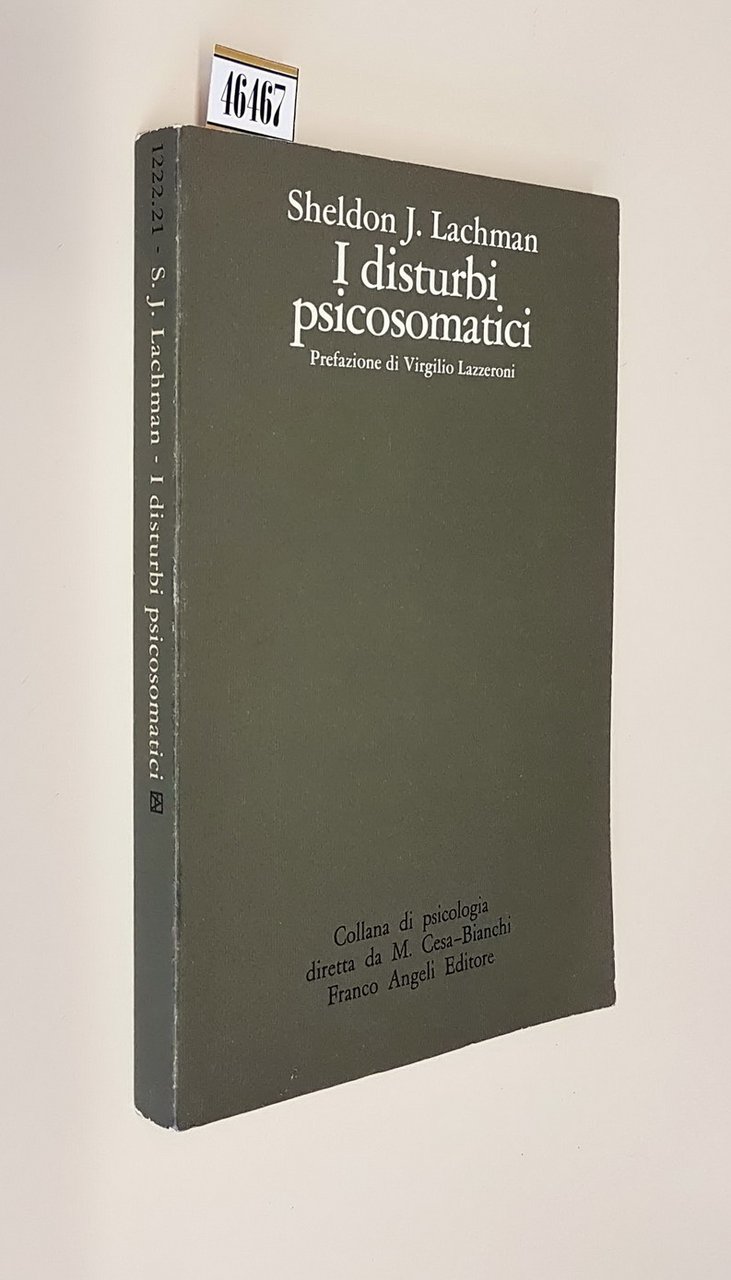 46467
Sheldon J. Lachman
I disturbi
psicosomatici
Prefazione di Virgilio Lazzeroni
Collana di psicologia
diretta da M. Cesa-Bianchi
Franco Angeli Editore
1222.21 - S. J. Lachman - I disturbi psicosomatici